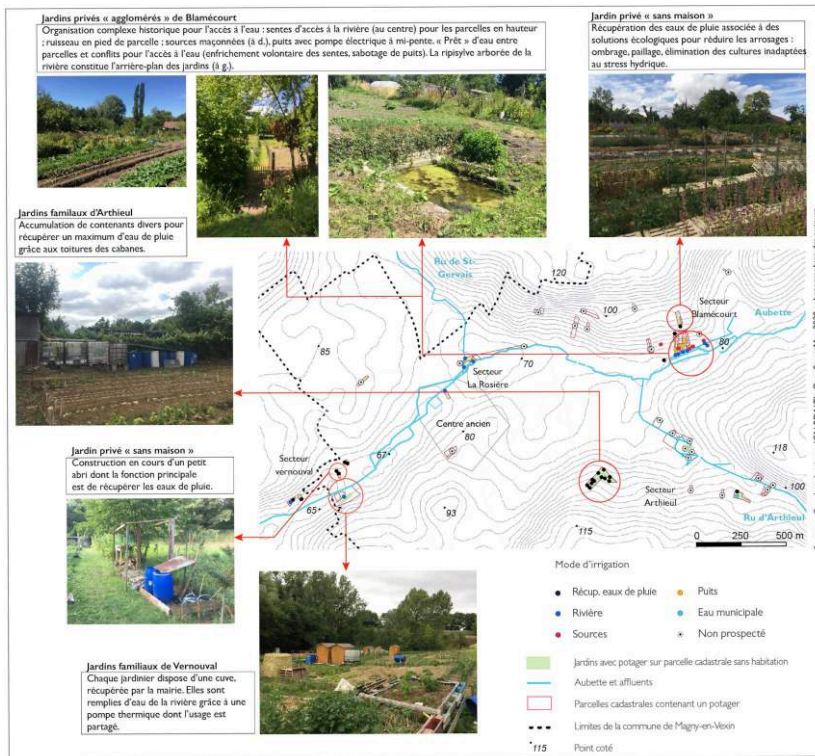 Jardins privés « agglomérés » de Blamécourt
Organisation complexe historique pour l'accès à l'eau : sentes d'accès à la rivière (au centre) pour les parcelles en hauteur
; ruisseau en pied de parcelle ; sources maçonnées (à d.), puits avec pompe électrique à mi-pente. « Prêt » d'eau entre
parcelles et conflits pour l'accès à l'eau (enfrichement volontaire des sentes, sabotage de puits). La ripisylve arborée de la
rivière constitue l'arrière-plan des jardins (à g.).
Jardin privé « sans maison »
Récupération des eaux de pluie associée à des
solutions écologiques pour réduire les arrosages :
ombrage, paillage, élimination des cultures inadaptées
au stress hydrique.
Jardins familaux d'Arthieul
Accumulation de contenants divers pour
récupérer un maximum d'eau de pluie
grâce aux toitures des cabanes.
Jardin privé « sans maison »
Construction en cours d'un petit
abri dont la fonction principale
est de récupérer les eaux de pluie.
Jardins familiaux de Vernouval
Chaque jardinier dispose d'une cuve,
récupérée par la mairie. Elles sont
remplies d'eau de la rivière grâce à une
pompe thermique dont l'usage est
partagé.
Ru de St-
Gervais
120
100
Secteur
Blamécourt
Aubette
80
85
70
Secteur
La Rosière
Centre ancien
80
Secteur
vernouval
67
65
93
118
100
Secteur
Arthieul
115
Ru d'Arthieul
0 250 500 m
Mode d'irrigation
Récup. eaux de pluie
Puits
Rivière
Eau municipale
Sources
Non prospecté
Jardins avec potager sur parcelle cadastrale sans habitation
Aubette et affluents
Parcelles cadastrales contenant un potager
Limites de la commune de Magny-en-Vexin
115 Point coté